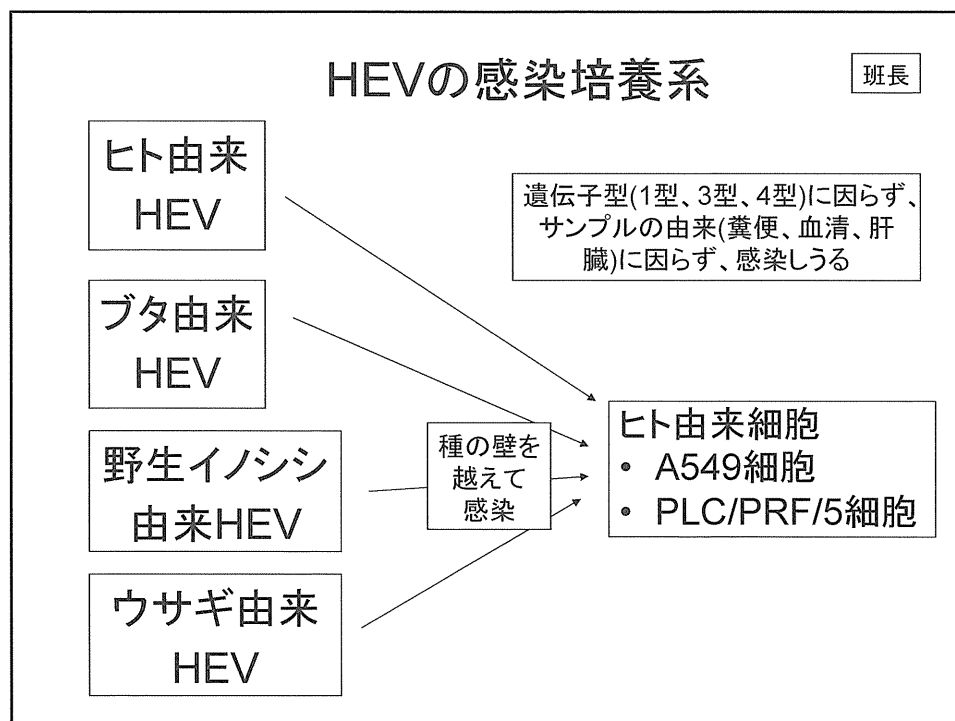 HEVの感染培養系
班長
ヒト由来
HEV
遺伝子型(1型、3型、4型)に因らず、
サンプルの由来(糞便、血清、肝
臓)に因らず、感染しうる
ブタ由来
HEV
野生イノシシ
由来HEV
種の壁を
越えて
感染
ヒト由来細胞
• A549細胞
• PLC/PRF/5細胞
ウサギ由来
HEV